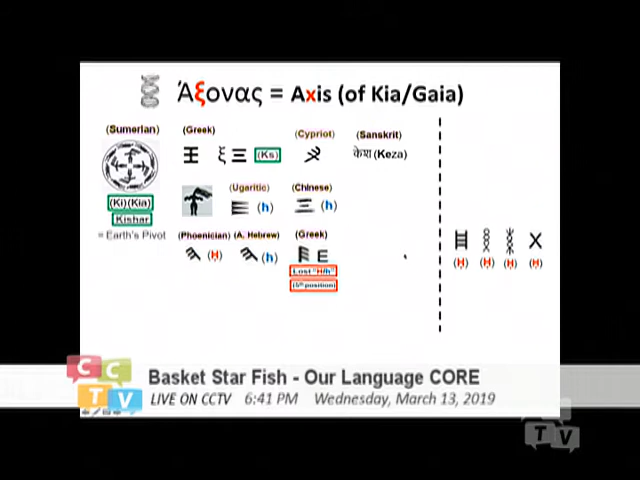 Άξονας = Axis (of Kia/Gaia)
(Sumerian) (Greek) (Cypriot) (Sanskrit)
ξ Ξ (Ks) केश (Keza)
(Ki)(Kia) (Ugaritic) (Chinese)
Kishar (h) 三 (h)
= Earth's Pivot (Phoenician) (A. Hebrew) (Greek)
(H) (h) E
Lost "H/h"
(5th position)
X
(H) (H) (H) (H)
Basket Star Fish - Our Language CORE
LIVE ON CCTV 6:41 PM Wednesday, March 13, 2019
CCTV
TV